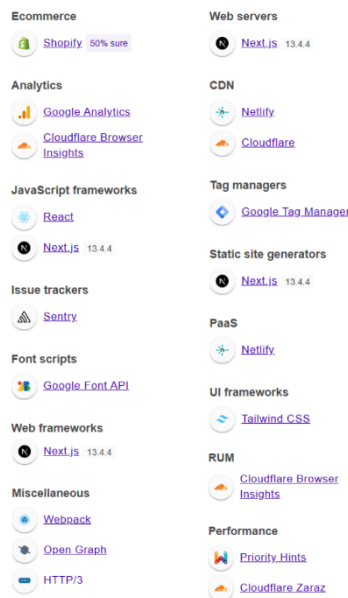 Ecommerce
Shopify 50% sure
Analytics
Google Analytics
Cloudflare Browser
Insights
JavaScript frameworks
React
Next.js 13.4.4
Issue trackers
Sentry
Font scripts
Google Font API
Web frameworks
Next.js 13.4.4
Miscellaneous
Webpack
Open Graph
HTTP/3
Web servers
Next.js 13.4.4
CDN
Netlify
Cloudflare
Tag managers
Google Tag Manager
Static site generators
Next.js 13.4.4
PaaS
Netlify
UI frameworks
Tailwind CSS
RUM
Cloudflare Browser
Insights
Performance
Priority Hints
Cloudflare Zaraz